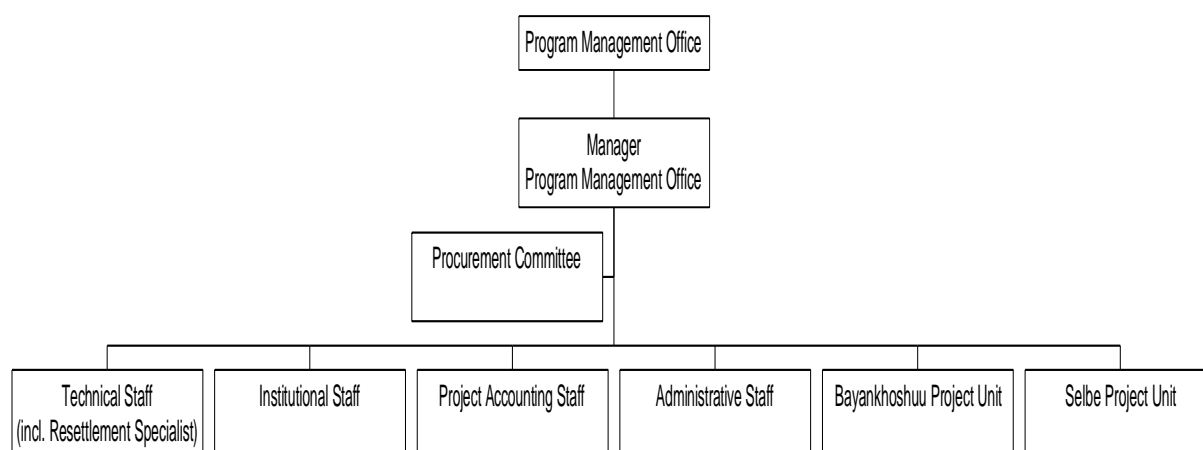 Program Management Office
Manager
Program Management Office
Procurement Committee
Technical Staff
(incl. Resettlement Specialist)
Institutional Staff
Project Accounting Staff
Administrative Staff
Bayankhoshuu Project Unit
Selbe Project Unit